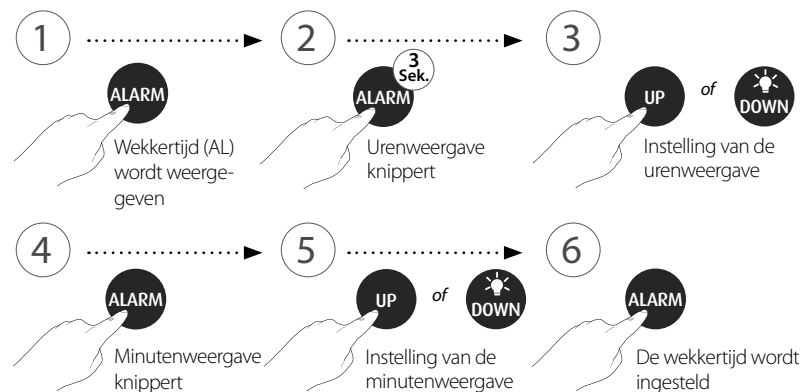 1
2
3
ALARM
ALARM
3
Sek.
UP
of
DOWN
Wekkertijd (AL)
wordt weerge-
geven
Urenweergave
knippert
Instelling van de
urenweergave
4
5
6
ALARM
UP
of
DOWN
ALARM
Minutenweergave
knippert
Instelling van de
minutenweergave
De wekkertijd wordt
ingesteld